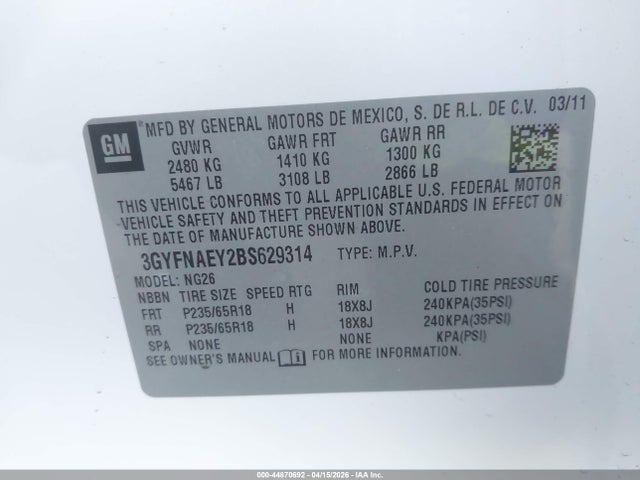 GM
MFD BY GENERAL MOTORS DE MEXICO, S. DE R.L. DE C.V. 03/11
GVWR GAWR FRT GAWR RR
2480 KG 1410 KG 1300 KG
5467 LB 3108 LB 2866 LB
THIS VEHICLE CONFORMS TO ALL APPLICABLE U.S. FEDERAL MOTOR
VEHICLE SAFETY AND THEFT PREVENTION STANDARDS IN EFFECT ON
THE DATE OF MANUFACTURE SHOWN ABOVE.
3GYFNAEY2BS629314 TYPE: M.P.V.
MODEL: NG26
NBBN TIRE SIZE SPEED RTG RIM COLD TIRE PRESSURE
FRT P235/65R18 H 18X8J 240KPA(35PSI)
RR P235/65R18 H 18X8J 240KPA(35PSI)
SPA NONE NONE KPA(PSI)
SEE OWNER'S MANUAL FOR MORE INFORMATION.
000-44870692 - 04/15/2026 - IAA Inc.